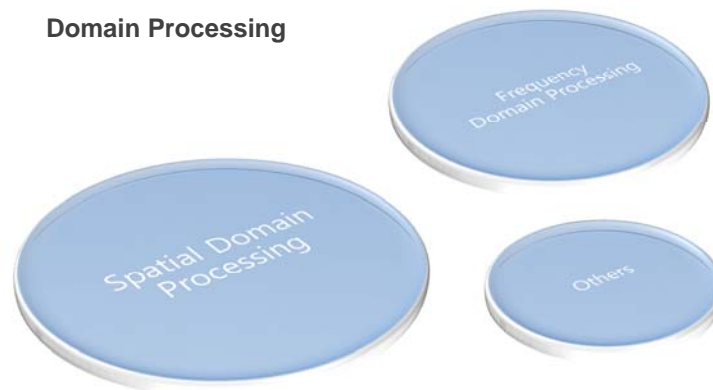 Domain Processing
Frequency
Domain Processing
Spatial Domain
Processing
Others